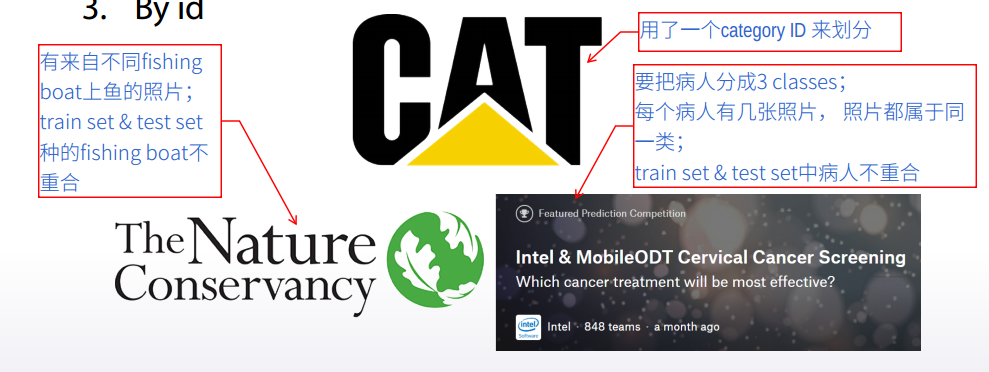 3. By id
有来自不同fishing
boat上鱼的照片；
train set & test set
种的fishing boat不
重合
CAT
用了一个category ID 来划分
要把病人分成3 classes；
每个病人有几张照片， 照片都属于同
一类；
train set & test set中病人不重合
The Nature
Conservancy
Featured Prediction Competition
Intel & MobileODT Cervical Cancer Screening
Which cancer treatment will be most effective?
intel
Software
Intel · 848 teams · a month ago